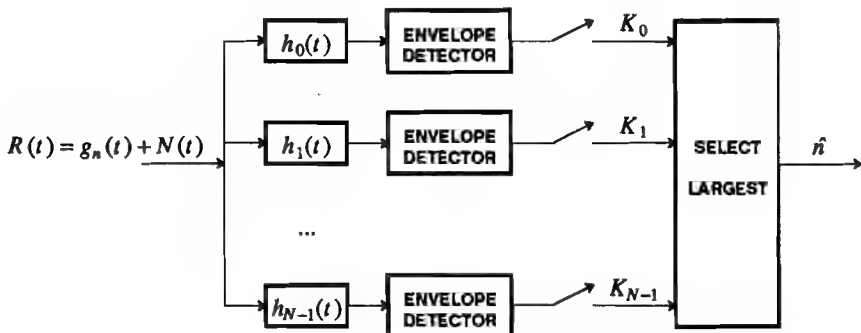 h_0(t)
ENVELOPE
DETECTOR
K_0
R(t) = g_n(t) + N(t)
h_1(t)
ENVELOPE
DETECTOR
K_1
SELECT
LARGEST
n̂
...
h_{N-1}(t)
ENVELOPE
DETECTOR
K_{N-1}